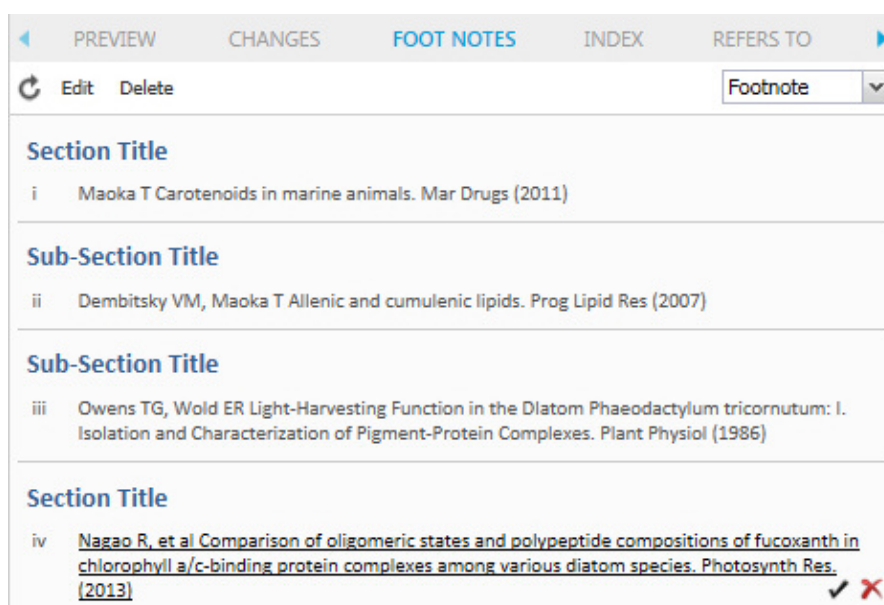 PREVIEW CHANGES FOOT NOTES INDEX REFERS TO
Edit Delete Footnote
Section Title
i Maoka T Carotenoids in marine animals. Mar Drugs (2011)
Sub-Section Title
ii Dembitsky VM, Maoka T Allenic and cumulenic lipids. Prog Lipid Res (2007)
Sub-Section Title
iii Owens TG, Wold ER Light-Harvesting Function in the DIatom Phaeodactylum tricornutum: I.
Isolation and Characterization of Pigment-Protein Complexes. Plant Physiol (1986)
Section Title
iv Nagao R, et al Comparison of oligomeric states and polypeptide compositions of fucoxanth in
chlorophyll a/c-binding protein complexes among various diatom species. Photosynth Res.
(2013)